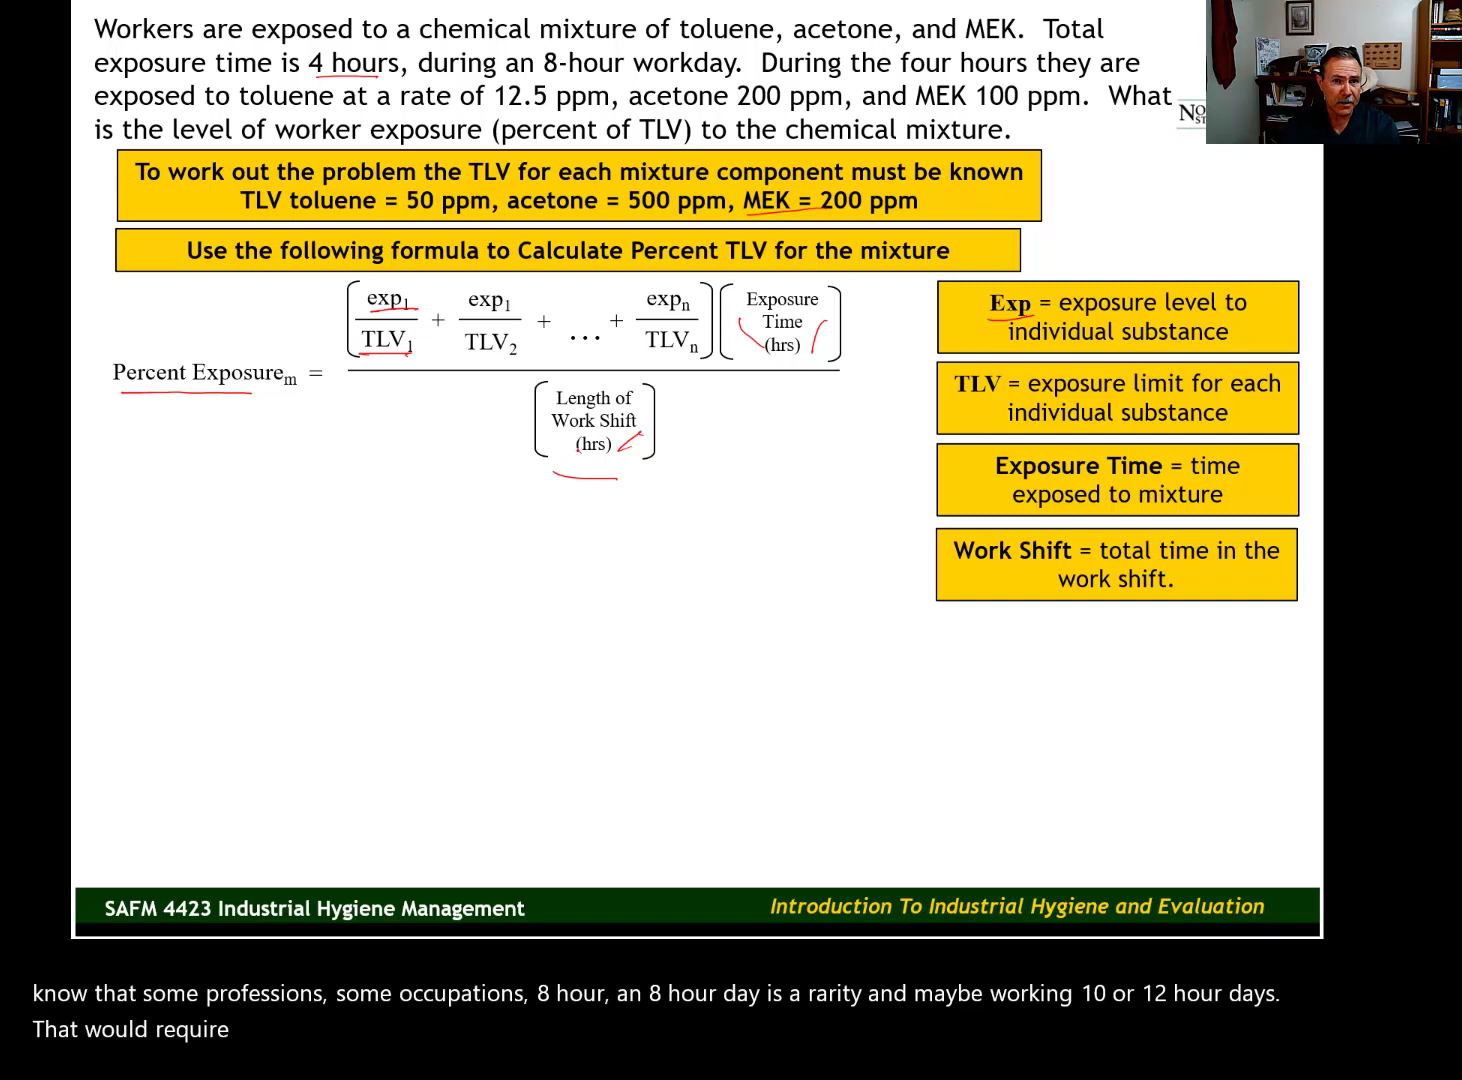 Workers are exposed to a chemical mixture of toluene, acetone, and MEK. Total
exposure time is 4 hours, during an 8-hour workday. During the four hours they are
exposed to toluene at a rate of 12.5 ppm, acetone 200 ppm, and MEK 100 ppm. What
is the level of worker exposure (percent of TLV) to the chemical mixture.
To work out the problem the TLV for each mixture component must be known
TLV toluene = 50 ppm, acetone = 500 ppm, MEK = 200 ppm
Use the following formula to Calculate Percent TLV for the mixture
exp1 exp1 expn Exposure
+ + ... + Time
TLV1 TLV2 TLVn (hrs)
Percent Exposurem =
Length of
Work Shift
(hrs)
Exp = exposure level to
individual substance
TLV = exposure limit for each
individual substance
Exposure Time = time
exposed to mixture
Work Shift = total time in the
work shift.
SAFM 4423 Industrial Hygiene Management
Introduction To Industrial Hygiene and Evaluation
know that some professions, some occupations, 8 hour, an 8 hour day is a rarity and maybe working 10 or 12 hour days.
That would require